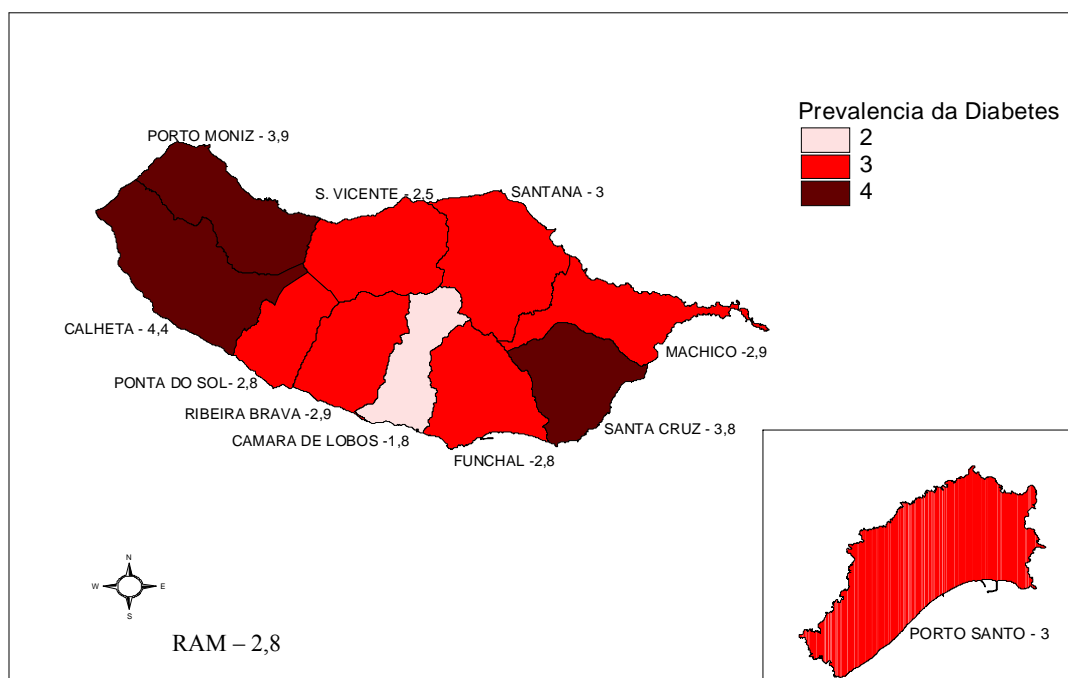 Prevalencia da Diabetes
2
3
4
PORTO MONIZ - 3,9
S. VICENTE - 2,5
SANTANA - 3
CALHETA - 4,4
MACHICO -2,9
PONTA DO SOL- 2,8
RIBEIRA BRAVA -2,9
SANTA CRUZ - 3,8
CAMARA DE LOBOS -1,8
FUNCHAL -2,8
N
W E
S
RAM – 2,8
PORTO SANTO - 3